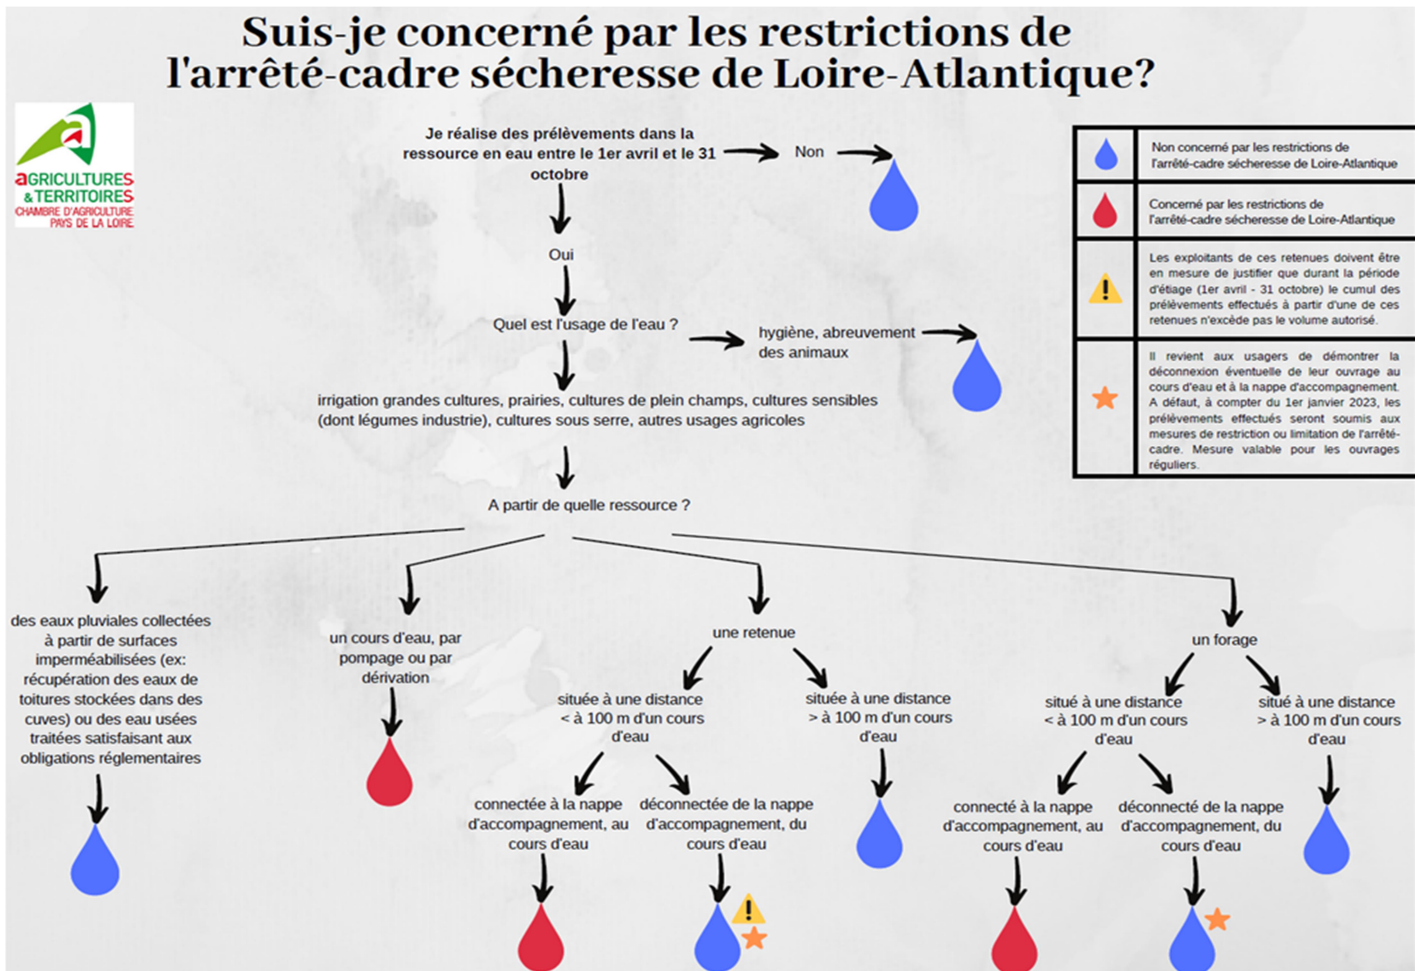 Suis-je concerné par les restrictions de
l'arrêté-cadre sécheresse de Loire-Atlantique?
aGRICULTURES
& TERRITOIRES
CHAMBRE D'AGRICULTURE
PAYS DE LA LOIRE
Je réalise des prélèvements dans la
ressource en eau entre le 1er avril et le 31
octobre
Non
Non concerné par les restrictions de
l'arrêté-cadre sécheresse de Loire-Atlantique
Concerné par les restrictions de
l'arrêté-cadre sécheresse de Loire-Atlantique
Les exploitants de ces retenues doivent être
en mesure de justifier que durant la période
d'étiage (1er avril - 31 octobre) le cumul des
prélèvements effectués à partir d'une de ces
retenues n'excède pas le volume autorisé.
Il revient aux usagers de démontrer la
déconnexion éventuelle de leur ouvrage au
cours d'eau et à la nappe d'accompagnement.
A défaut, à compter du 1er janvier 2023, les
prélèvements effectués seront soumis aux
mesures de restriction ou limitation de l'arrêté-
cadre. Mesure valable pour les ouvrages
réguliers.
Oui
Quel est l'usage de l'eau ?
hygiène, abreuvement
des animaux
irrigation grandes cultures, prairies, cultures de plein champs, cultures sensibles
(dont légumes industrie), cultures sous serre, autres usages agricoles
A partir de quelle ressource ?
des eaux pluviales collectées
à partir de surfaces
imperméabilisées (ex:
récupération des eaux de
toitures stockées dans des
cuves) ou des eau usées
traitées satisfaisant aux
obligations réglementaires
un cours d'eau, par
pompage ou par
dérivation
une retenue
située à une distance
< à 100 m d'un cours
d'eau
située à une distance
> à 100 m d'un cours
d'eau
connectée à la nappe
d'accompagnement, au
cours d'eau
déconnectée de la nappe
d'accompagnement, du
cours d'eau
un forage
situé à une distance
< à 100 m d'un cours
d'eau
situé à une distance
> à 100 m d'un cours
d'eau
connecté à la nappe
d'accompagnement, au
cours d'eau
déconnecté de la nappe
d'accompagnement, du
cours d'eau